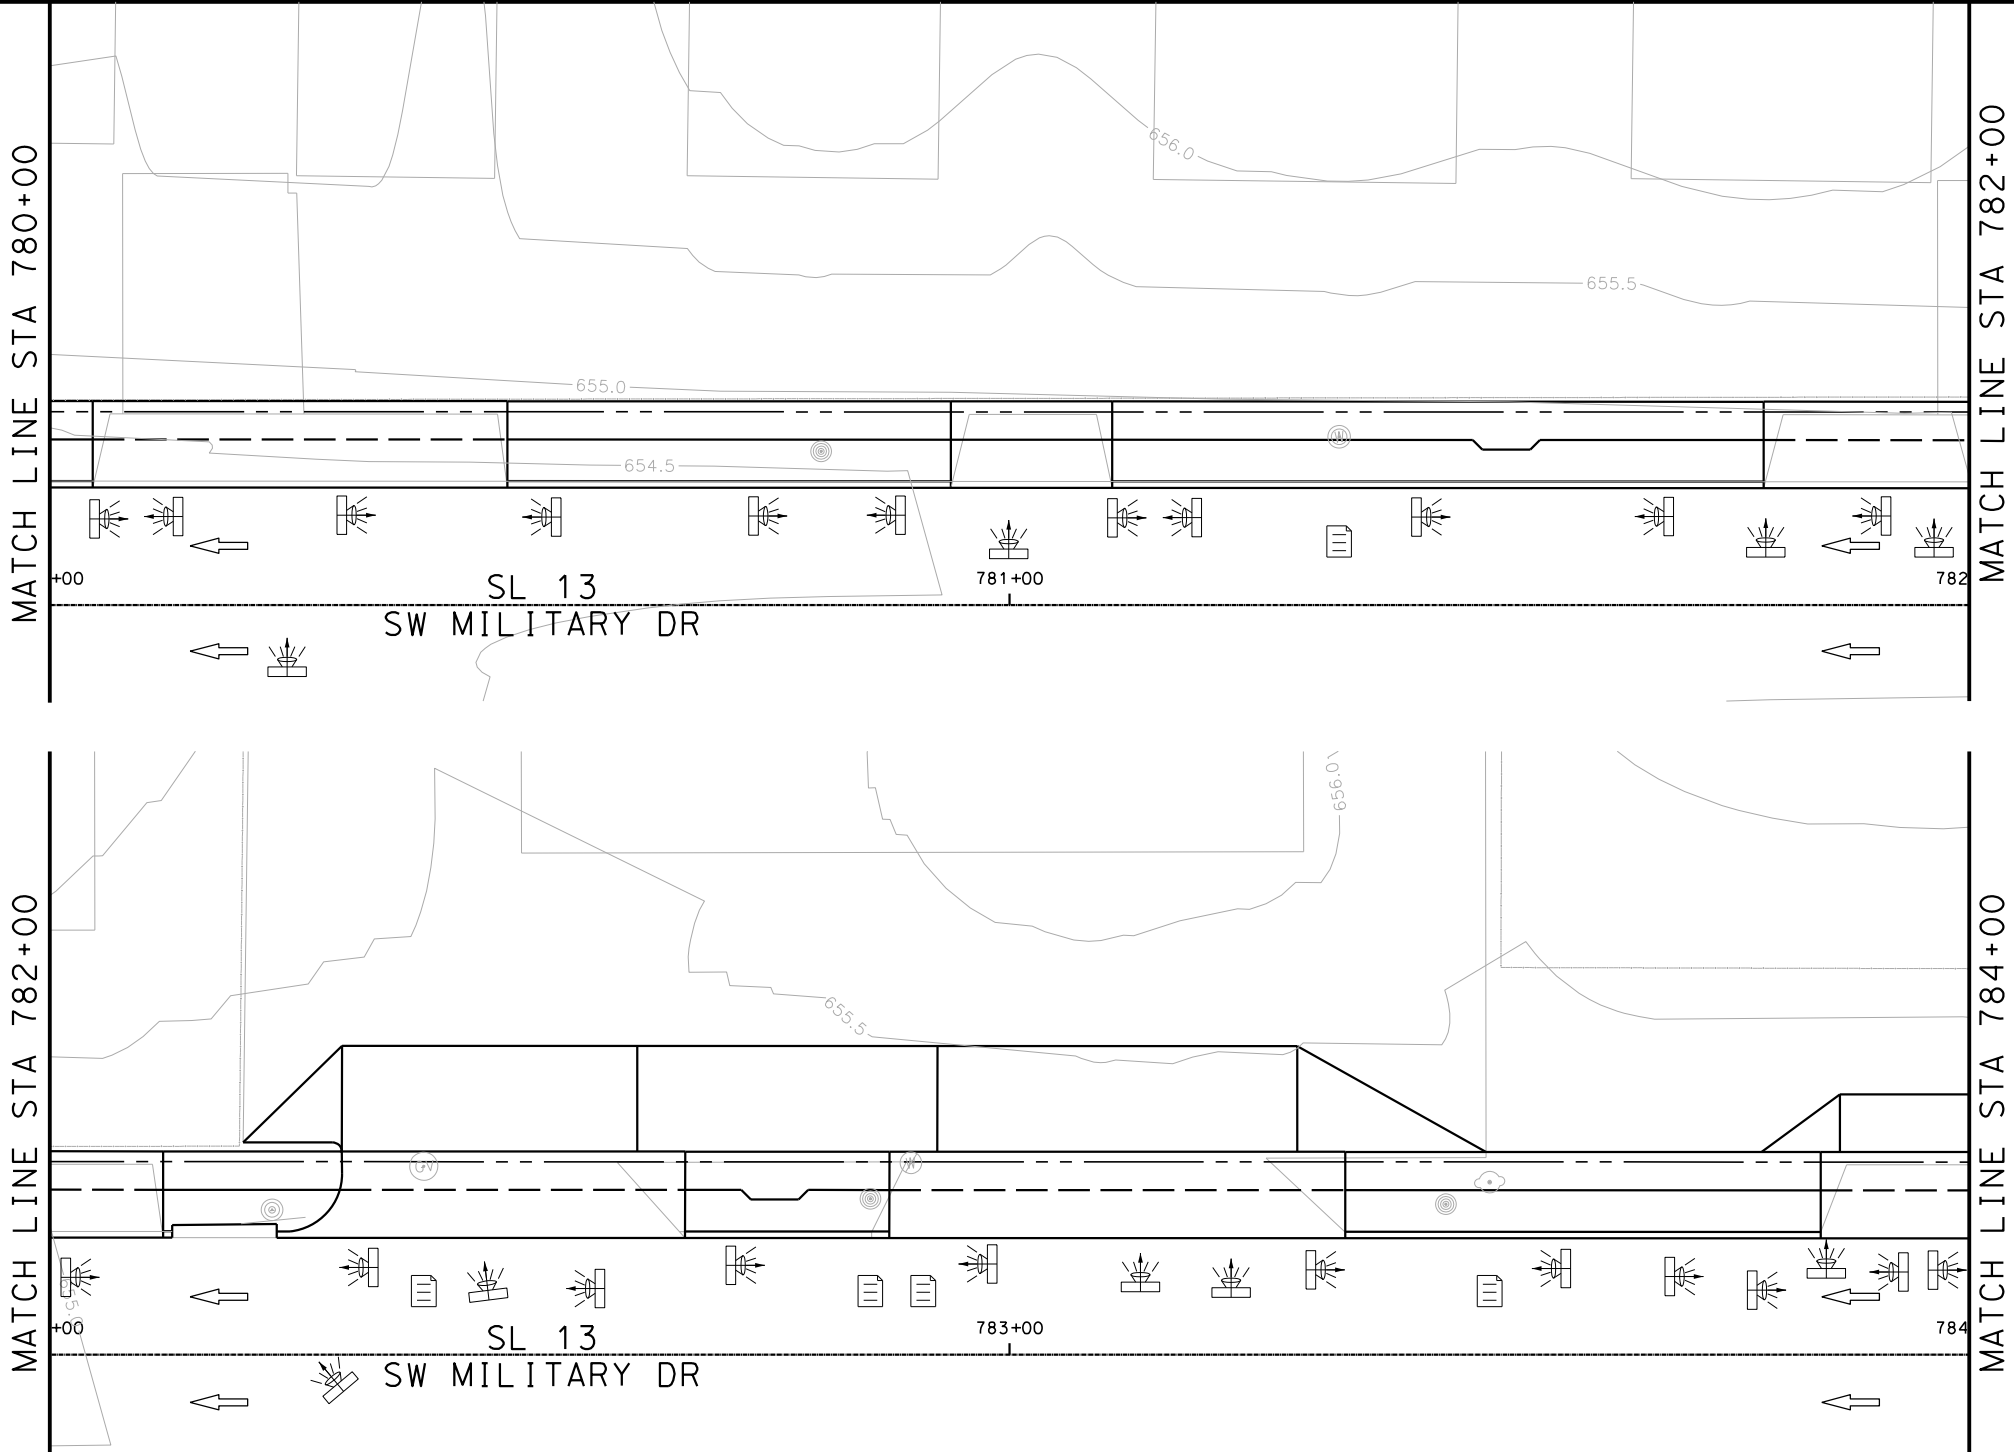 MATCH LINE STA 780+00
656.0
655.5
655.0
654.5
W
+00
SL 13
781+00
782
SW MILITARY DR
MATCH LINE STA 782+00
MATCH LINE STA 782+00
656.0
655.5
655.0
+00
SL 13
783+00
784
SW MILITARY DR
MATCH LINE STA 784+00